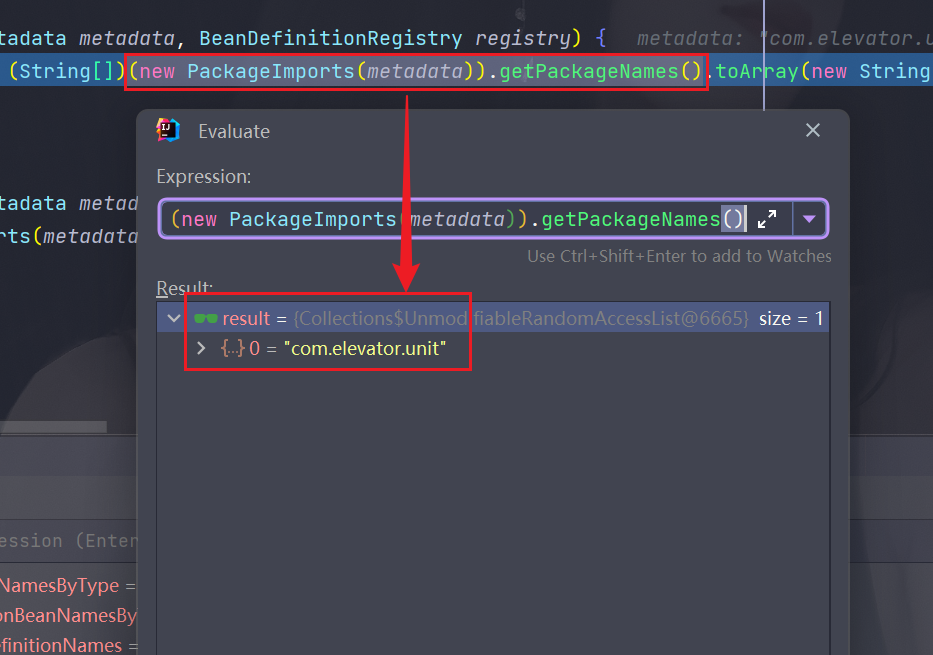 tadata metadata, BeanDefinitionRegistry registry) { metadata: "com.elevator.u
(String[])(new PackageImports(metadata)).getPackageNames().toArray(new String
Evaluate
Expression:
tadata metad
(new PackageImports(metadata)).getPackageNames()
rts(metadata
Use Ctrl+Shift+Enter to add to Watches
Result:
result = {Collections$UnmodifiableRandomAccessList@6665} size = 1
{...} 0 = "com.elevator.unit"
ession (Enter
NamesByType =
onBeanNamesBy
efinitionNames =